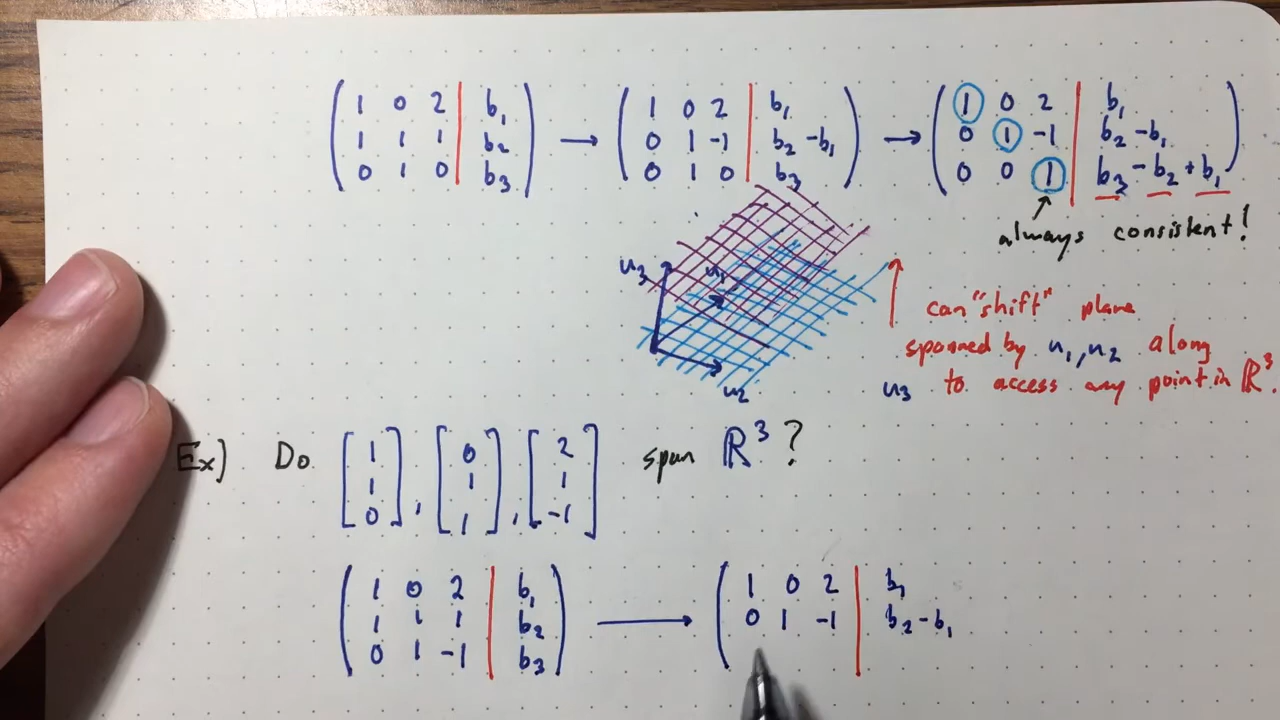 1 0 2 | b₁ → 1 0 2 | b₁ → 1 0 2 | b₁
1 1 1 | b₂ 0 1 -1 | b₂ - b₁ 0 1 -1 | b₂ - b₁
0 1 0 | b₃ 0 1 0 | b₃ 0 0 1 | b₃ - b₂ + b₁
always consistent!
u₃ u₁
u₂
can "shift" plane
spanned by u₁, u₂ along
u₃ to access any point in ℝ³.
Ex) Do [1 1 0], [0 1 1], [2 1 -1] span ℝ³?
1 0 2 | b₁ → 1 0 2 | b₁
1 1 1 | b₂ 0 1 -1 | b₂ - b₁
0 1 -1 | b₃